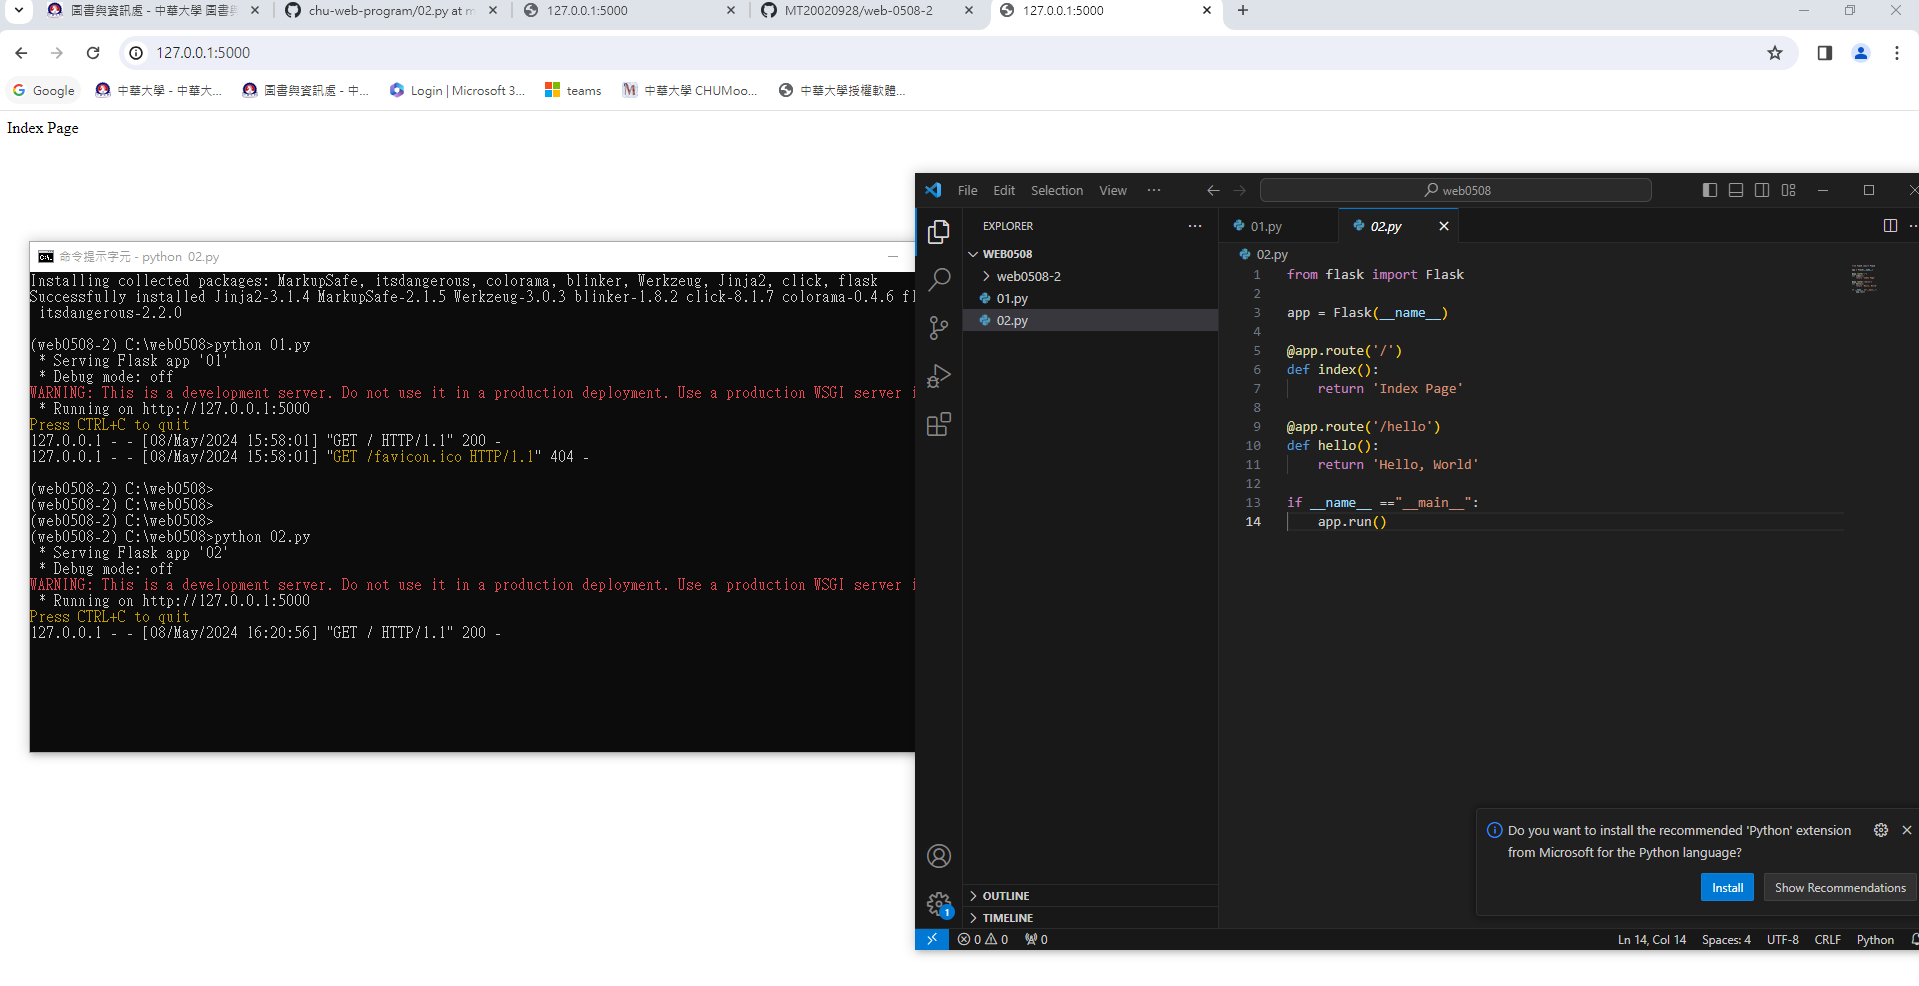 圖書與資訊處 - 中華大學 圖書與
chu-web-program/02.py at m
127.0.0.1:5000
MT20020928/web-0508-2
127.0.0.1:5000
127.0.0.1:5000
Google
中華大學 - 中華大...
圖書與資訊處 - 中...
Login | Microsoft 3...
teams
中華大學 CHUMoo...
中華大學授權軟體...
Index Page
命令提示字元 - python 02.py
Installing collected packages: MarkupSafe, itsdangerous, colorama, blinker, Werkzeug, Jinja2, click, flask
Successfully installed Jinja2-3.1.4 MarkupSafe-2.1.5 Werkzeug-3.0.3 blinker-1.8.2 click-8.1.7 colorama-0.4.6 fl
itsdangerous-2.2.0
(web0508-2) C:\web0508>python 01.py
* Serving Flask app '01'
* Debug mode: off
WARNING: This is a development server. Do not use it in a production deployment. Use a production WSGI server i
* Running on http://127.0.0.1:5000
Press CTRL+C to quit
127.0.0.1 - - [08/May/2024 15:58:01] "GET / HTTP/1.1" 200 -
127.0.0.1 - - [08/May/2024 15:58:01] "GET /favicon.ico HTTP/1.1" 404 -
(web0508-2) C:\web0508>
(web0508-2) C:\web0508>
(web0508-2) C:\web0508>
(web0508-2) C:\web0508>python 02.py
* Serving Flask app '02'
* Debug mode: off
WARNING: This is a development server. Do not use it in a production deployment. Use a production WSGI server i
* Running on http://127.0.0.1:5000
Press CTRL+C to quit
127.0.0.1 - - [08/May/2024 16:20:56] "GET / HTTP/1.1" 200 -
File Edit Selection View ...
web0508
EXPLORER
WEB0508
web0508-2
01.py
02.py
OUTLINE
TIMELINE
01.py
02.py
02.py
1 from flask import Flask
2
3 app = Flask(__name__)
4
5 @app.route('/')
6 def index():
7 return 'Index Page'
8
9 @app.route('/hello')
10 def hello():
11 return 'Hello, World'
12
13 if __name__ =="__main__":
14 app.run()
Do you want to install the recommended 'Python' extension
from Microsoft for the Python language?
Install
Show Recommendations
1
0 0 0
Ln 14, Col 14 Spaces: 4 UTF-8 CRLF Python